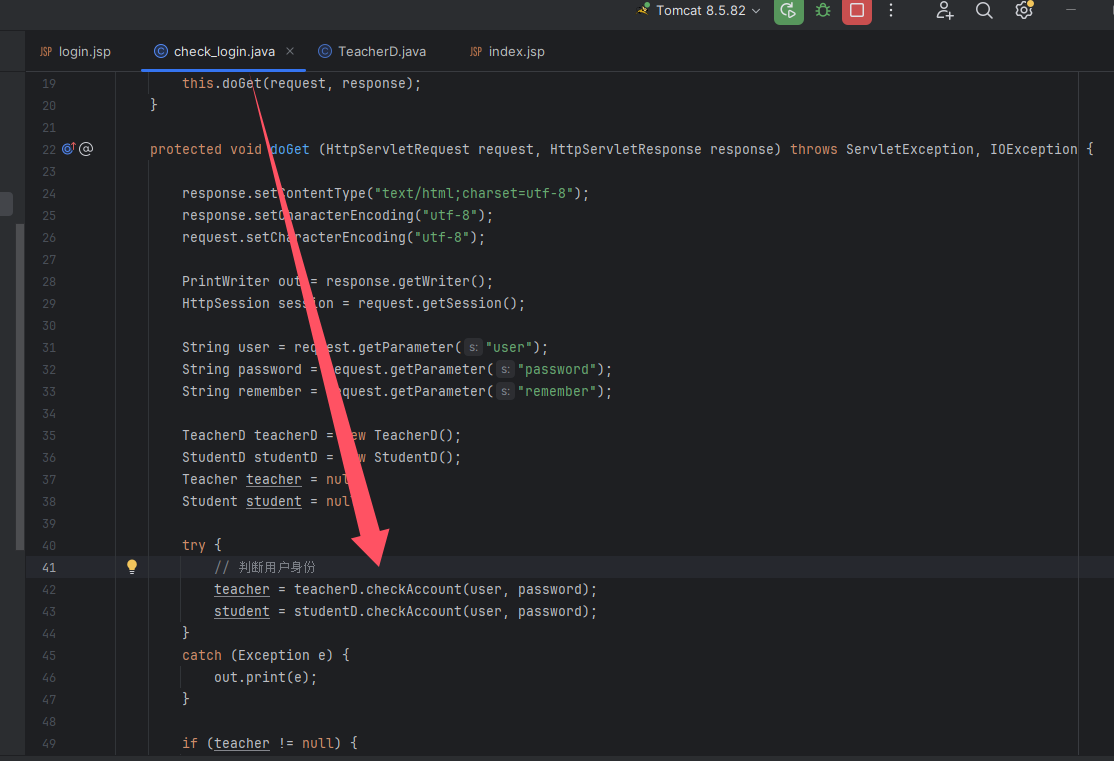 Tomcat 8.5.82
JSP login.jsp
check_login.java
TeacherD.java
JSP index.jsp
19 this.doGet(request, response);
20 }
21
22 protected void doGet (HttpServletRequest request, HttpServletResponse response) throws ServletException, IOException {
23
24 response.setContentType("text/html;charset=utf-8");
25 response.setCharacterEncoding("utf-8");
26 request.setCharacterEncoding("utf-8");
27
28 PrintWriter out = response.getWriter();
29 HttpSession session = request.getSession();
30
31 String user = request.getParameter( s: "user");
32 String password = request.getParameter( s: "password");
33 String remember = request.getParameter( s: "remember");
34
35 TeacherD teacherD = new TeacherD();
36 StudentD studentD = new StudentD();
37 Teacher teacher = null
38 Student student = null
39
40 try {
41 // 判断用户身份
42 teacher = teacherD.checkAccount(user, password);
43 student = studentD.checkAccount(user, password);
44 }
45 catch (Exception e) {
46 out.print(e);
47 }
48
49 if (teacher != null) {